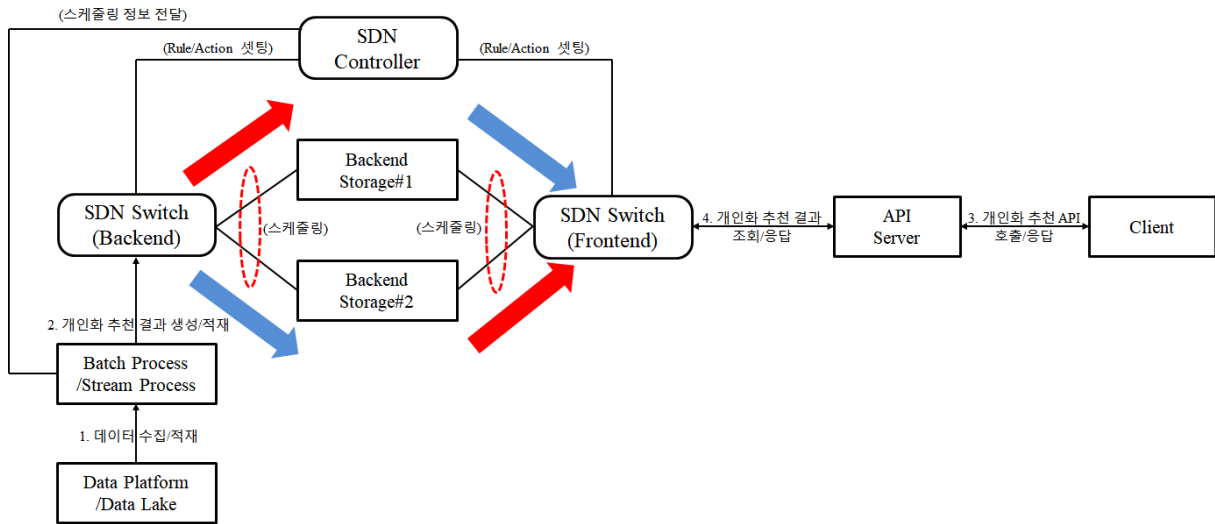 (스케줄링 정보 전달)
SDN
Controller
(Rule/Action 셋팅)
(Rule/Action 셋팅)
Backend
Storage#1
SDN Switch
(Backend)
(스케줄링)
(스케줄링)
SDN Switch
(Frontend)
4. 개인화 추천 결과
조회/응답
API
Server
3. 개인화 추천 API
호출/응답
Client
Backend
Storage#2
2. 개인화 추천 결과 생성/적재
Batch Process
/Stream Process
1. 데이터 수집/적재
Data Platform
/Data Lake